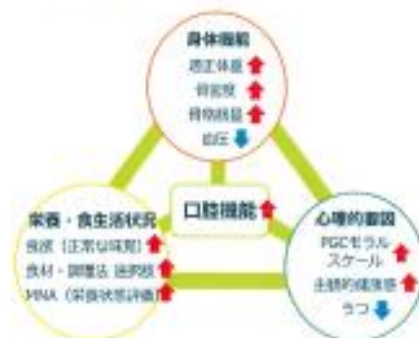 身体機能
適正体重
骨密度
骨格筋量
血圧
口腔機能
栄養・食生活状況
食欲（正常な味覚）
食材・調理法 選択肢
MNA（栄養状態評価）
心理的要因
PGCモラル
スケール
主観的健康感
うつ